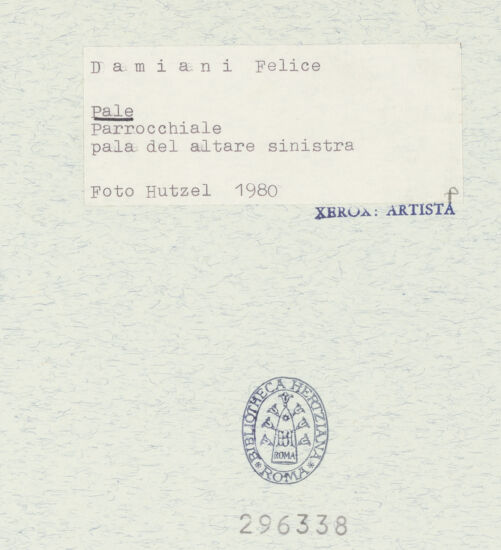 Damiani Felice
Pale
Parrocchiale
pala del altare sinistra
Foto Hutzel 1980
XEROX: ARTISTA
BIBLIOTHECA HERTZIANA
ROMA
ROMA
296338